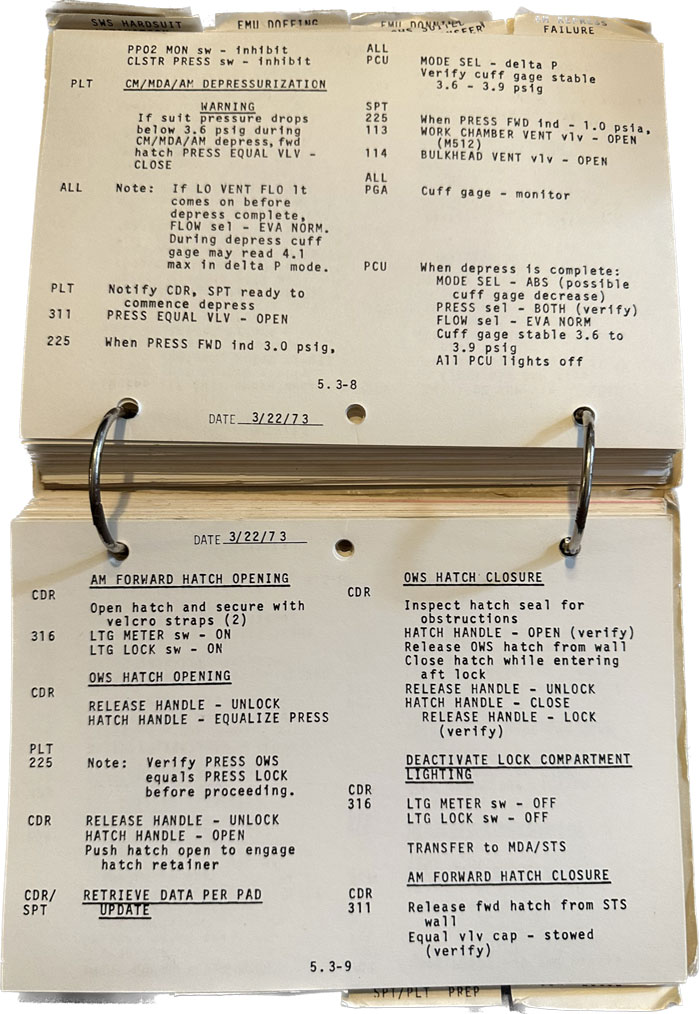 SWS HARDSUIT
EMU DOFFING
FAILURE
PPO2 MON sw - inhibit
CLSTR PRESS sw - inhibit
PLT CM/MDA/AM DEPRESSURIZATION
WARNING
If suit pressure drops
below 3.6 psig during
CM/MDA/AM depress, fwd
hatch PRESS EQUAL VLV -
CLOSE
ALL Note: If LO VENT FLO lt
comes on before
depress complete,
FLOW sel - EVA NORM.
During depress cuff
gage may read 4.1
max in delta P mode.
PLT Notify CDR, SPT ready to
commence depress
311 PRESS EQUAL VLV - OPEN
225 When PRESS FWD ind 3.0 psig,
ALL
PCU MODE SEL - delta P
Verify cuff gage stable
3.6 - 3.9 psig
SPT
225 When PRESS FWD ind - 1.0 psia,
113 WORK CHAMBER VENT vlv - OPEN
(M512)
114 BULKHEAD VENT vlv - OPEN
ALL
PGA Cuff gage - monitor
PCU When depress is complete:
MODE SEL - ABS (possible
cuff gage decrease)
PRESS sel - BOTH (verify)
FLOW sel - EVA NORM
Cuff gage stable 3.6 to
3.9 psig
All PCU lights off
5.3-8
DATE 3/22/73
DATE 3/22/73
AM FORWARD HATCH OPENING
CDR
Open hatch and secure with
velcro straps (2)
316 LTG METER sw - ON
LTG LOCK sw - ON
OWS HATCH OPENING
CDR
RELEASE HANDLE - UNLOCK
HATCH HANDLE - EQUALIZE PRESS
PLT
225 Note: Verify PRESS OWS
equals PRESS LOCK
before proceeding.
CDR RELEASE HANDLE - UNLOCK
HATCH HANDLE - OPEN
Push hatch open to engage
hatch retainer
CDR/ RETRIEVE DATA PER PAD
SPT UPDATE
OWS HATCH CLOSURE
CDR
Inspect hatch seal for
obstructions
HATCH HANDLE - OPEN (verify)
Release OWS hatch from wall
Close hatch while entering
aft lock
RELEASE HANDLE - UNLOCK
HATCH HANDLE - CLOSE
RELEASE HANDLE - LOCK
(verify)
DEACTIVATE LOCK COMPARTMENT
LIGHTING
CDR
316 LTG METER sw - OFF
LTG LOCK sw - OFF
TRANSFER to MDA/STS
AM FORWARD HATCH CLOSURE
CDR
311 Release fwd hatch from STS
wall
Equal vlv cap - stowed
(verify)
5.3-9
SPT/PLT PREP